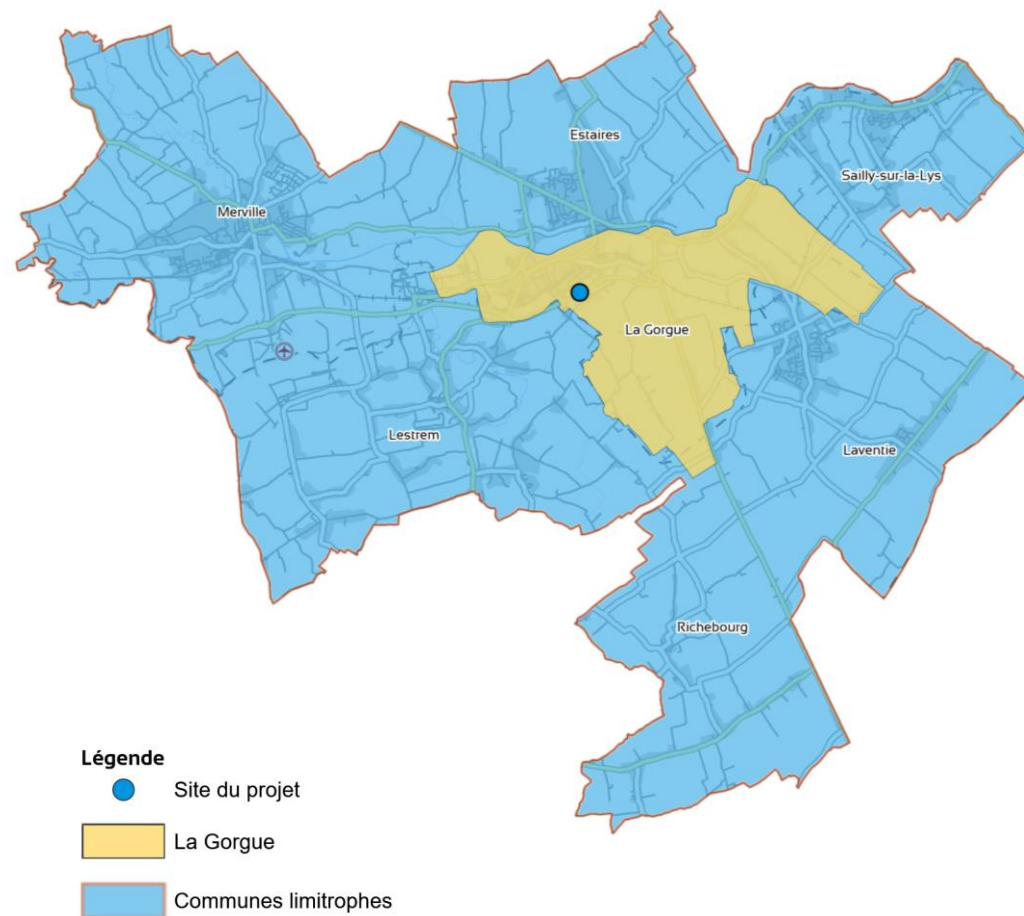 Estaires
Sailly-sur-la-Lys
Merville
La Gorgue
Lestrem
Laventie
Richebourg
Légende
Site du projet
La Gorgue
Communes limitrophes